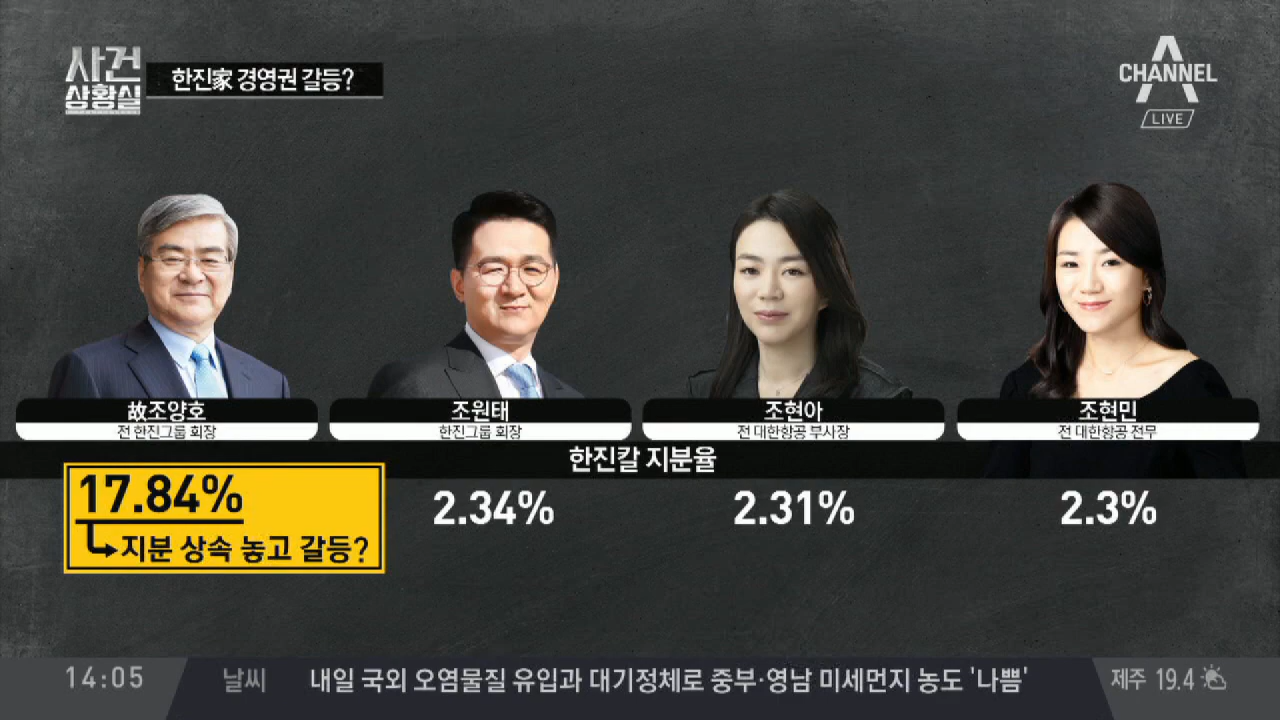 사건
상황실
한진家 경영권 갈등?
CHANNEL
LIVE
故조양호
전 한진그룹 회장
조원태
한진그룹 회장
조현아
전 대한항공 부사장
조현민
전 대한항공 전무
한진칼 지분율
17.84%
지분 상속 놓고 갈등?
2.34%
2.31%
2.3%
14:05
날씨
내일 국외 오염물질 유입과 대기정체로 중부·영남 미세먼지 농도 '나쁨'
제주 19.4